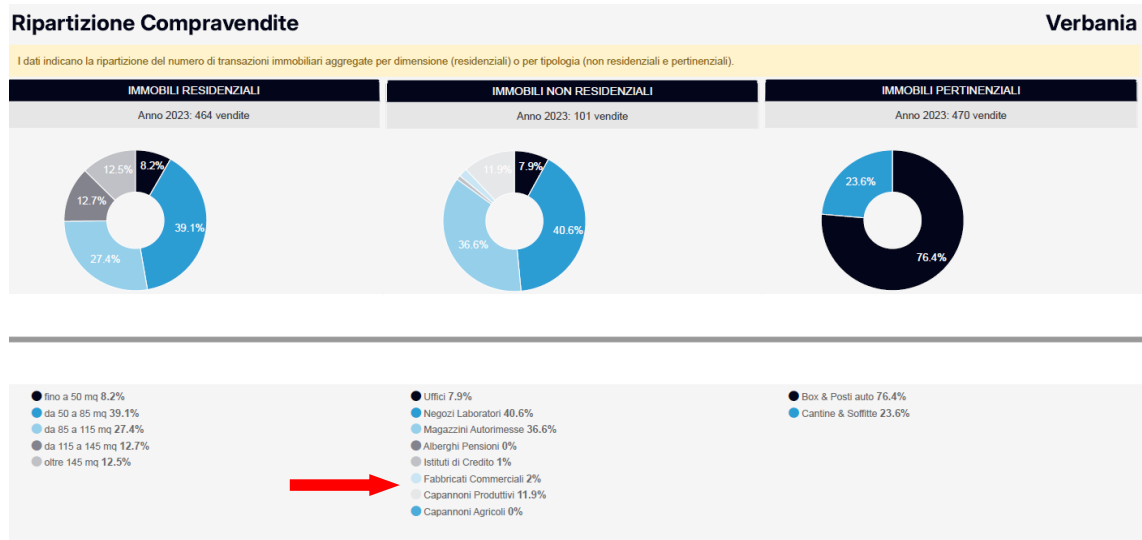 Ripartizione Compravendite
Verbania
I dati indicano la ripartizione del numero di transazioni immobiliari aggregate per dimensione (residenziali) o per tipologia (non residenziali e pertinenziali).
IMMOBILI RESIDENZIALI
Anno 2023: 464 vendite
8.2%
39.1%
27.4%
12.7%
12.5%
IMMOBILI NON RESIDENZIALI
Anno 2023: 101 vendite
7.9%
40.6%
36.6%
11.9%
IMMOBILI PERTINENZIALI
Anno 2023: 470 vendite
23.6%
76.4%
fino a 50 mq 8.2%
da 50 a 85 mq 39.1%
da 85 a 115 mq 27.4%
da 115 a 145 mq 12.7%
oltre 145 mq 12.5%
Uffici 7.9%
Negozi Laboratori 40.6%
Magazzini Autorimesse 36.6%
Alberghi Pensioni 0%
Istituti di Credito 1%
Fabbricati Commerciali 2%
Capannoni Produttivi 11.9%
Capannoni Agricoli 0%
Box & Posti auto 76.4%
Cantine & Soffitte 23.6%